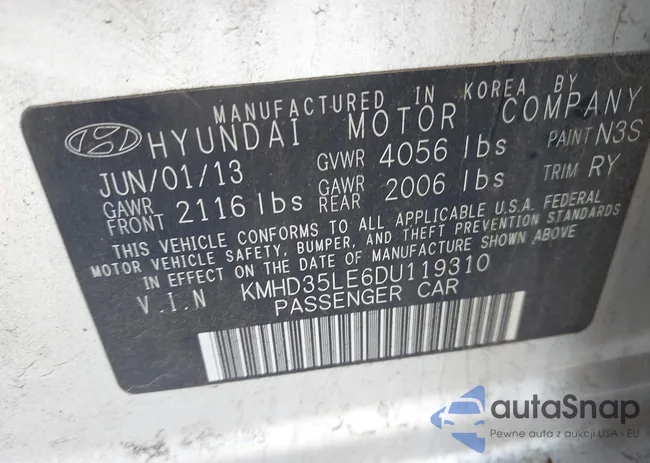 MANUFACTURED IN KOREA BY
HYUNDAI MOTOR COMPANY
JUN/01/13 GVWR 4056 lbs PAINT N3S
GAWR FRONT 2116 lbs GAWR REAR 2006 lbs TRIM RY
THIS VEHICLE CONFORMS TO ALL APPLICABLE U.S.A. FEDERAL
MOTOR VEHICLE SAFETY, BUMPER, AND THEFT PREVENTION STANDARDS
IN EFFECT ON THE DATE OF MANUFACTURE SHOWN ABOVE
V.I.N KMHD35LE6DU119310
PASSENGER CAR
autoSnap
Pewne auta z aukcji USA - EU